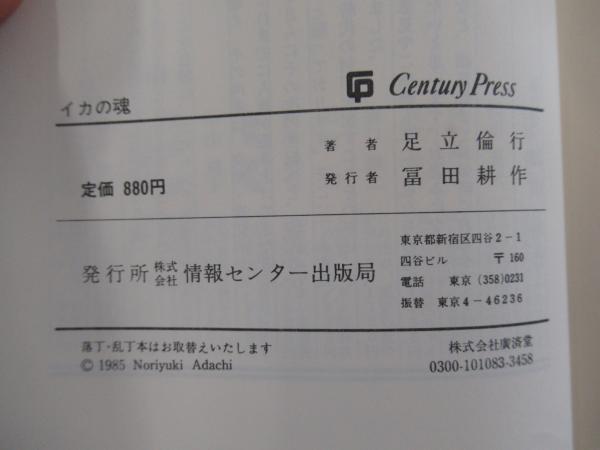 Century Press
イカの魂
著者 足立倫行
定価 880円
発行者 冨田耕作
発行所 株式会社 情報センター出版局
東京都新宿区四谷2-1
四谷ビル 〒160
電話 東京(358)0231
振替 東京4-46236
落丁・乱丁本はお取替えいたします
© 1985 Noriyuki Adachi
株式会社廣済堂
0300-101083-3458